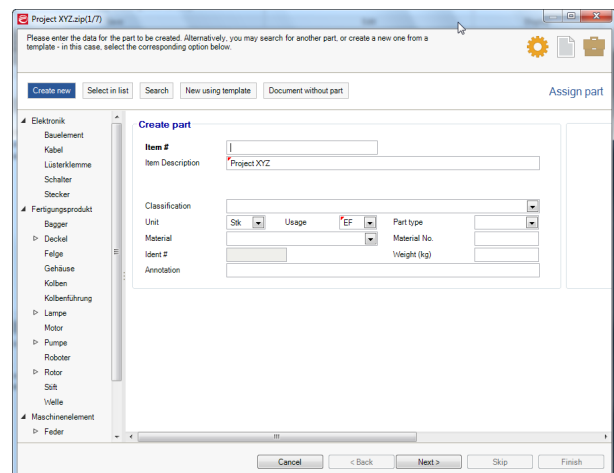 Project XYZ.zip(1/7)
Please enter the data for the part to be created. Alternatively, you may search for another part, or create a new one from a
template - in this case, select the corresponding option below.
Create new Select in list Search New using template Document without part Assign part
Elektronik
Bauelement
Kabel
Lüsterklemme
Schalter
Stecker
Fertigungsprodukt
Bagger
Deckel
Felge
Gehäuse
Kolben
Kolbenführung
Lampe
Motor
Pumpe
Roboter
Rotor
Stift
Welle
Maschinenelement
Feder
Create part
Item #
Item Description Project XYZ
Classification
Unit Stk Usage EF Part type
Material Material No.
Ident # Weight (kg)
Annotation
Cancel < Back Next > Skip Finish